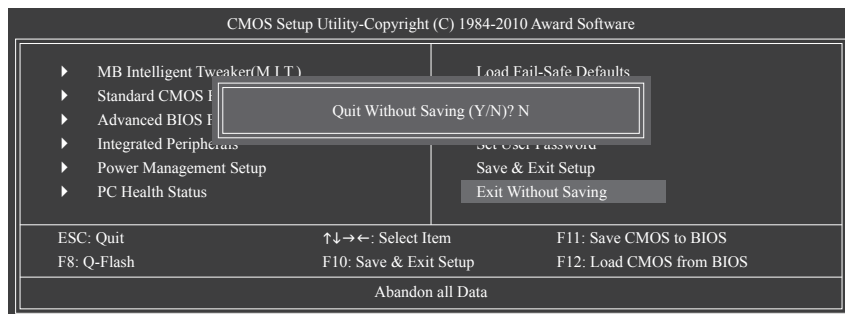 CMOS Setup Utility-Copyright (C) 1984-2010 Award Software
MB Intelligent Tweaker(M.I.T.)
Standard CMOS
Advanced BIOS
Integrated Peripherals
Power Management Setup
PC Health Status
Load Fail-Safe Defaults
Quit Without Saving (Y/N)? N
Set User Password
Save & Exit Setup
Exit Without Saving
ESC: Quit
↑↓→←: Select Item
F11: Save CMOS to BIOS
F8: Q-Flash
F10: Save & Exit Setup
F12: Load CMOS from BIOS
Abandon all Data